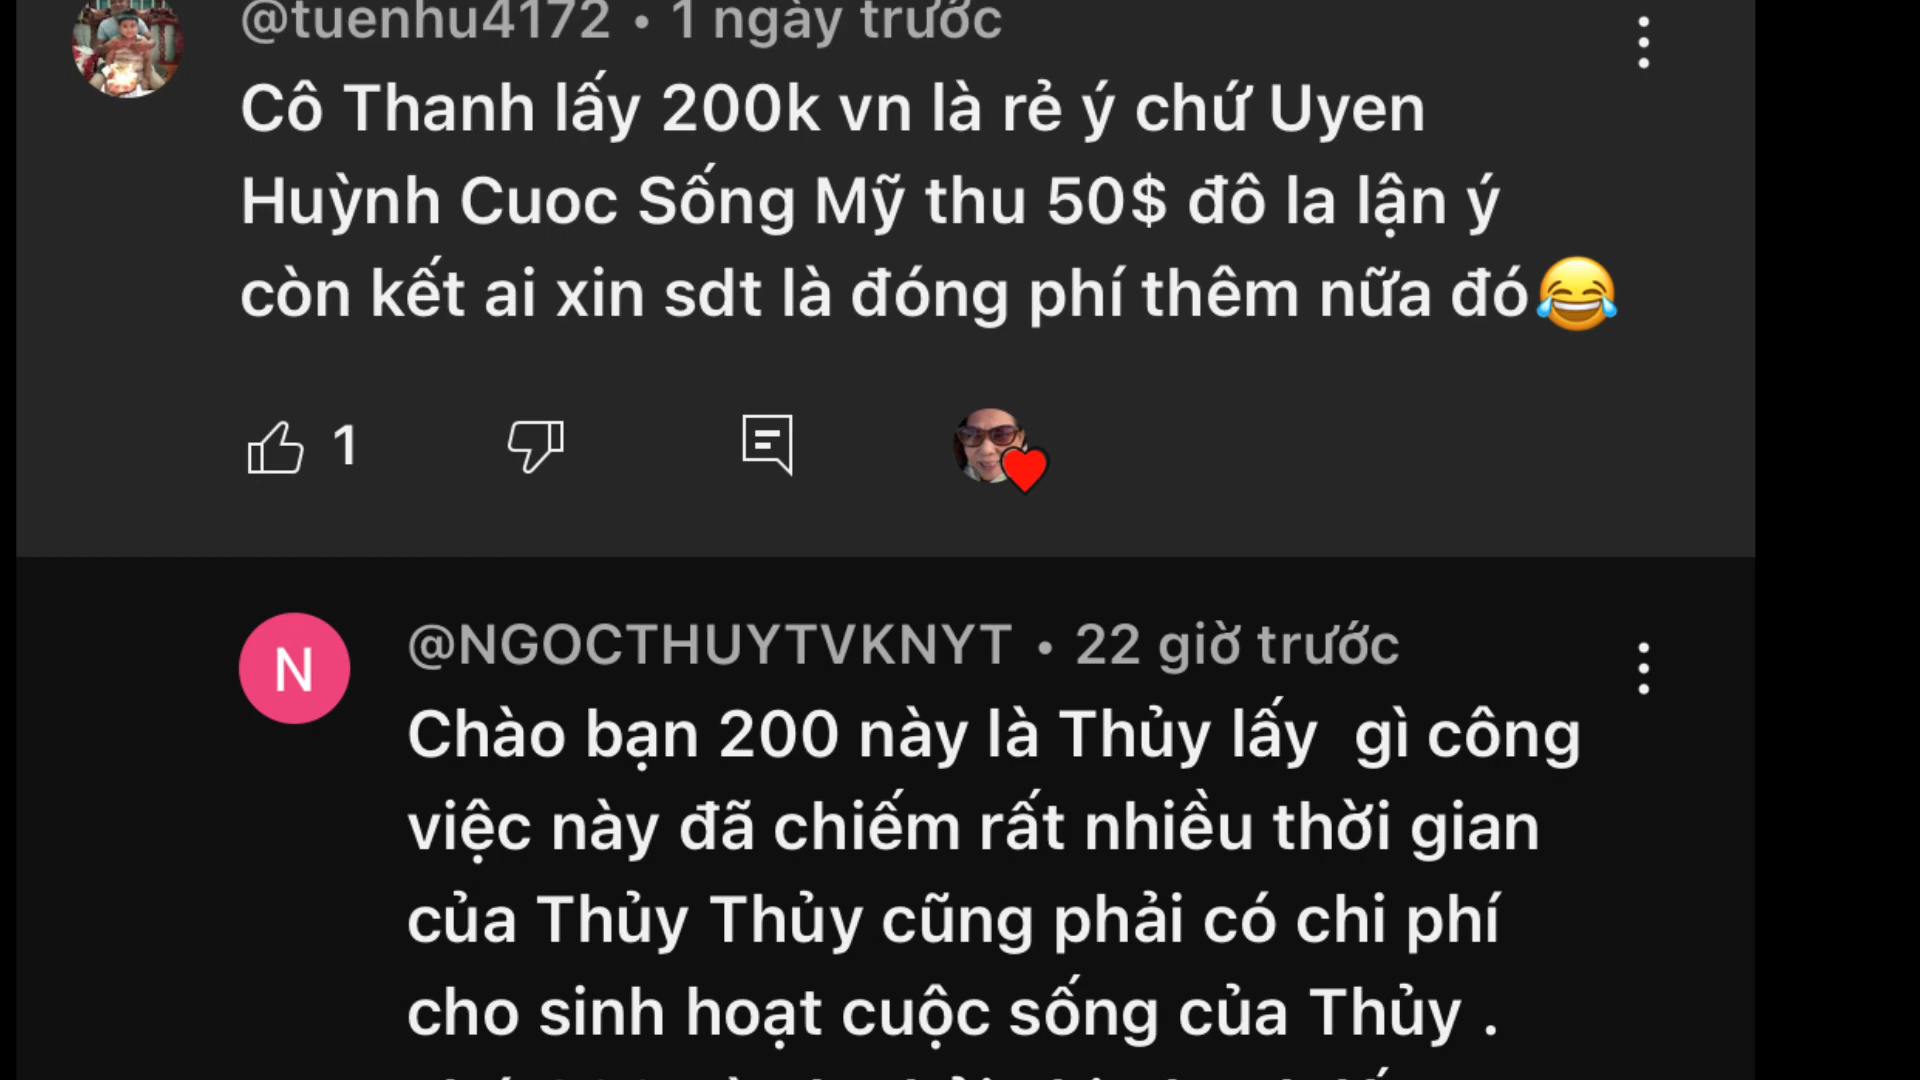 @tuenhu4172 • 1 ngày trước
Cô Thanh lấy 200k vn là rẻ ý chứ Uyen
Huỳnh Cuoc Sống Mỹ thu 50$ đô la lận ý
còn kết ai xin sdt là đóng phí thêm nữa đó😂
1
N
@NGOCTHUYTVKNYT • 22 giờ trước
Chào bạn 200 này là Thủy lấy  gì công
việc này đã chiếm rất nhiều thời gian
của Thủy Thủy cũng phải có chi phí
cho sinh hoạt cuộc sống của Thủy .